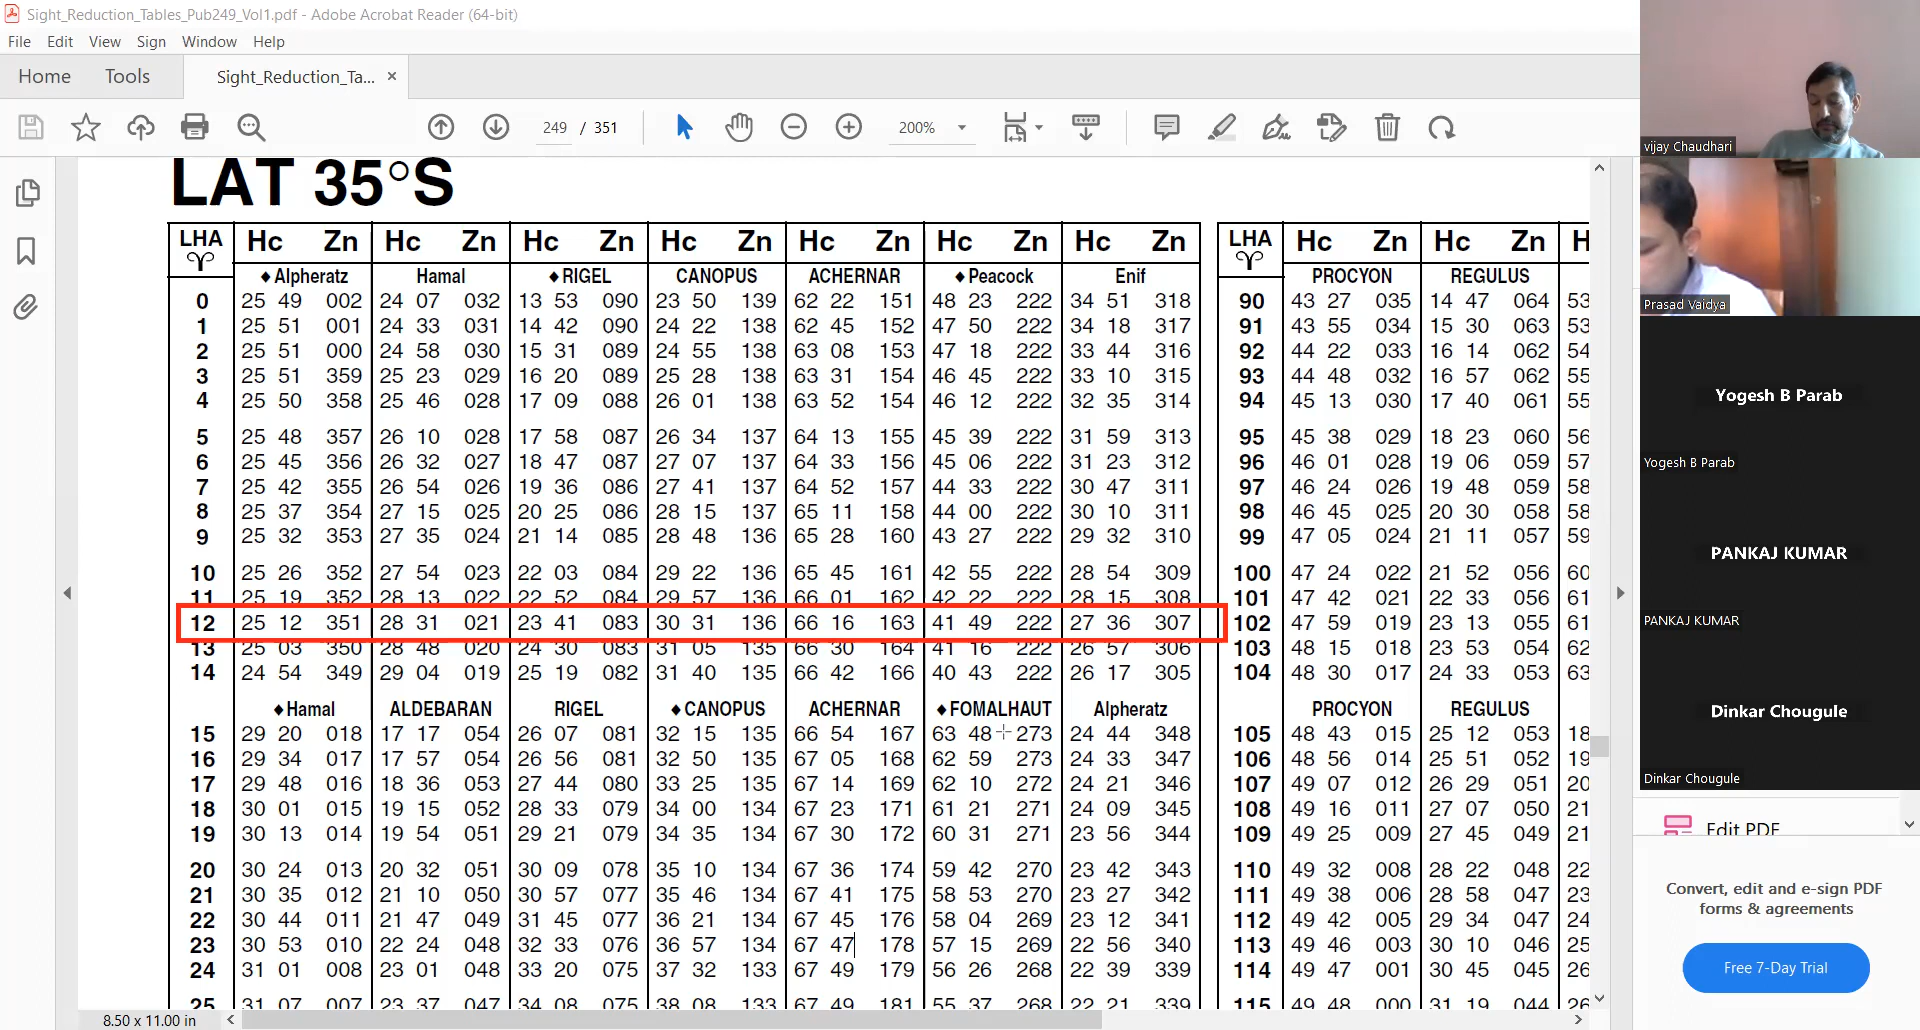 Sight_Reduction_Tables_Pub249_Vol1.pdf - Adobe Acrobat Reader (64-bit)
File Edit View Sign Window Help
Home Tools Sight_Reduction_Ta... ×
249 / 351 200%
LAT 35°S
LHA ♈ Hc Zn Hc Zn Hc Zn Hc Zn Hc Zn Hc Zn Hc Zn LHA ♈ Hc Zn Hc Zn H
♦Alpheratz Hamal ♦RIGEL CANOPUS ACHERNAR ♦Peacock Enif PROCYON REGULUS
0 25 49 002 24 07 032 13 53 090 23 50 139 62 22 151 48 23 222 34 51 318 90 43 27 035 14 47 064 53
1 25 51 001 24 33 031 14 42 090 24 22 138 62 45 152 47 50 222 34 18 317 91 43 55 034 15 30 063 53
2 25 51 000 24 58 030 15 31 089 24 55 138 63 08 153 47 18 222 33 44 316 92 44 22 033 16 14 062 54
3 25 51 359 25 23 029 16 20 089 25 28 138 63 31 154 46 45 222 33 10 315 93 44 48 032 16 57 062 55
4 25 50 358 25 46 028 17 09 088 26 01 138 63 52 154 46 12 222 32 35 314 94 45 13 030 17 40 061 55
5 25 48 357 26 10 028 17 58 087 26 34 137 64 13 155 45 39 222 31 59 313 95 45 38 029 18 23 060 56
6 25 45 356 26 32 027 18 47 087 27 07 137 64 33 156 45 06 222 31 23 312 96 46 01 028 19 06 059 57
7 25 42 355 26 54 026 19 36 086 27 41 137 64 52 157 44 33 222 30 47 311 97 46 24 026 19 48 059 58
8 25 37 354 27 15 025 20 25 086 28 15 137 65 11 158 44 00 222 30 10 311 98 46 45 025 20 30 058 58
9 25 32 353 27 35 024 21 14 085 28 48 136 65 28 160 43 27 222 29 32 310 99 47 05 024 21 11 057 59
10 25 26 352 27 54 023 22 03 084 29 22 136 65 45 161 42 55 222 28 54 309 100 47 24 022 21 52 056 60
11 25 19 352 28 13 022 22 52 084 29 57 136 66 01 162 42 22 222 28 15 308 101 47 42 021 22 33 056 61
12 25 12 351 28 31 021 23 41 083 30 31 136 66 16 163 41 49 222 27 36 307 102 47 59 019 23 13 055 61
13 25 03 350 28 48 020 24 30 083 31 05 135 66 30 164 41 16 222 26 57 306 103 48 15 018 23 53 054 62
14 24 54 349 29 04 019 25 19 082 31 40 135 66 42 166 40 43 222 26 17 305 104 48 30 017 24 33 053 63
♦Hamal ALDEBARAN RIGEL ♦CANOPUS ACHERNAR ♦FOMALHAUT Alpheratz PROCYON REGULUS
15 29 20 018 17 17 054 26 07 081 32 15 135 66 54 167 63 48 273 24 44 348 105 48 43 015 25 12 053 18
16 29 34 017 17 57 054 26 56 081 32 50 135 67 05 168 62 59 273 24 33 347 106 48 56 014 25 51 052 19
17 29 48 016 18 36 053 27 44 080 33 25 135 67 14 169 62 10 272 24 21 346 107 49 07 012 26 29 051 20
18 30 01 015 19 15 052 28 33 079 34 00 134 67 23 171 61 21 271 24 09 345 108 49 16 011 27 07 050 21
19 30 13 014 19 54 051 29 21 079 34 35 134 67 30 172 60 31 271 23 56 344 109 49 25 009 27 45 049 21
20 30 24 013 20 32 051 30 09 078 35 10 134 67 36 174 59 42 270 23 42 343 110 49 32 008 28 22 048 22
21 30 35 012 21 10 050 30 57 077 35 46 134 67 41 175 58 53 270 23 27 342 111 49 38 006 28 58 047 23
22 30 44 011 21 47 049 31 45 077 36 21 134 67 45 176 58 04 269 23 12 341 112 49 42 005 29 34 047 24
23 30 53 010 22 24 048 32 33 076 36 57 134 67 47 178 57 15 269 22 56 340 113 49 46 003 30 10 046 25
24 31 01 008 23 01 048 33 20 075 37 32 133 67 49 179 56 26 268 22 39 339 114 49 47 001 30 45 045 26
25 31 07 007 23 37 047 34 08 075 38 08 133 67 49 181 55 37 268 22 21 339 115 49 48 000 31 19 044 26
8.50 x 11.00 in
vijay Chaudhari
Prasad Vaidya
Yogesh B Parab
Yogesh B Parab
PANKAJ KUMAR
PANKAJ KUMAR
Dinkar Chougule
Dinkar Chougule
Edit PDF
Convert, edit and e-sign PDF
forms & agreements
Free 7-Day Trial